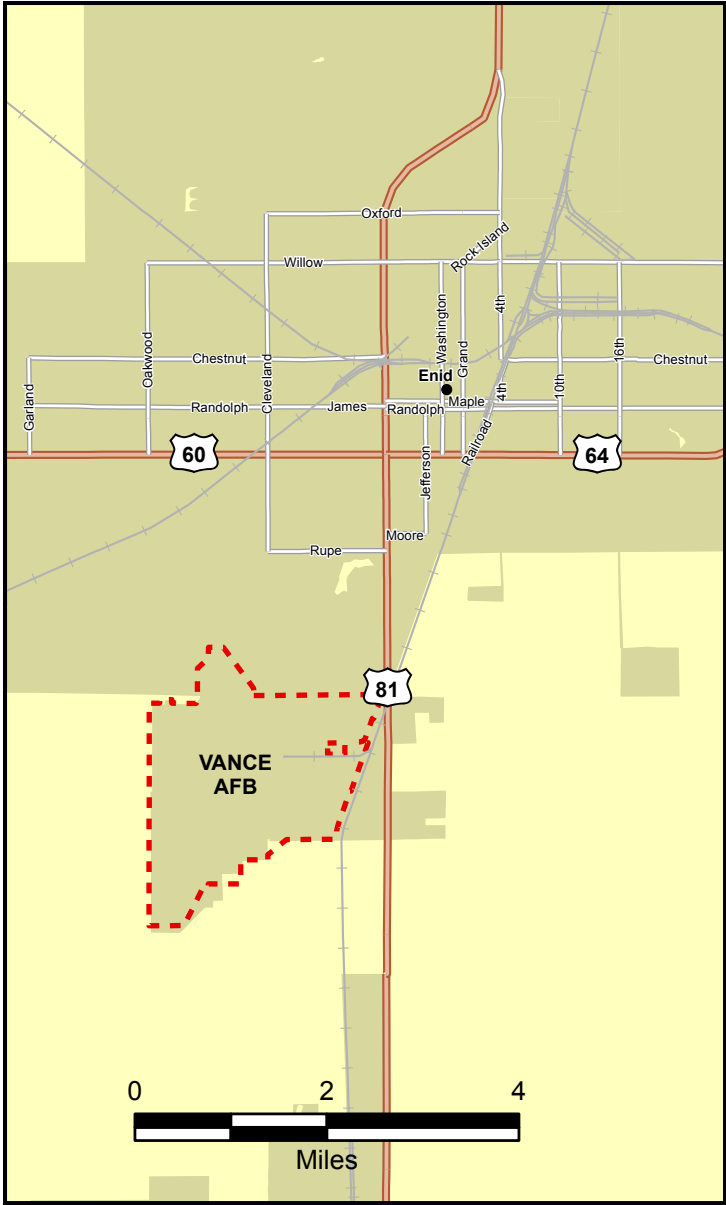 Oxford
Rock Island
Willow
Washington
4th
Oakwood
Cleveland
Grand
16th
Chestnut
Chestnut
Enid
Garland
4th
10th
Maple
Randolph
James
Randolph
60
Railroad
64
Jefferson
Moore
Rupe
81
VANCE
AFB
0 2 4
Miles